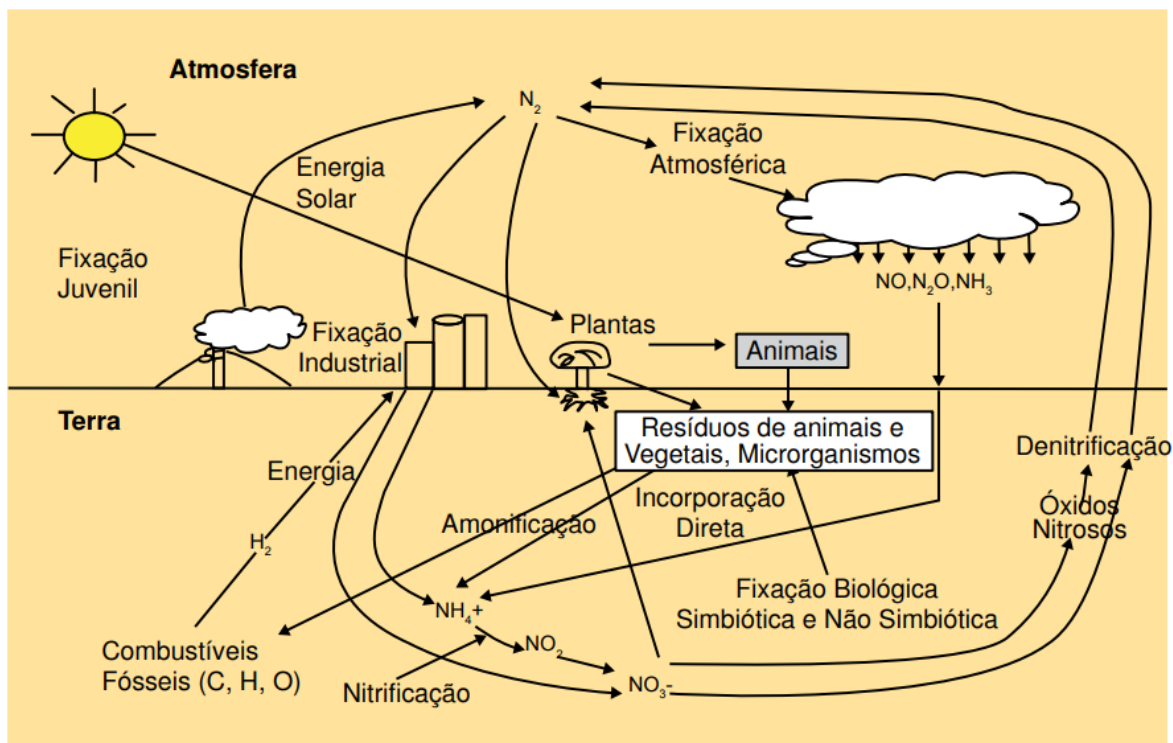 Atmosfera
N₂
Fixação
Atmosférica
Energia
Solar
NO,N₂O,NH₃
Fixação
Juvenil
Fixação
Industrial
Plantas
Animais
Terra
Resíduos de animais e
Vegetais, Microrganismos
Denitrificação
Energia
Incorporação
Direta
Amonificação
Óxidos
Nitrosos
H₂
Fixação Biológica
Simbiótica e Não Simbiótica
NH₄+
NO₂
Combustíveis
Fósseis (C, H, O)
Nitrificação
NO₃-